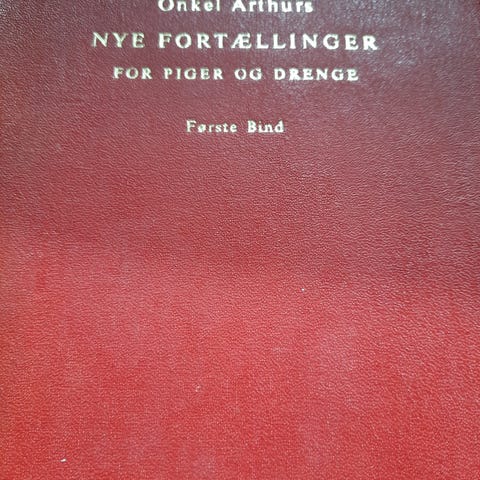 Onkel Arthurs
NYE FORTÆLLINGER
FOR PIGER OG DRENGE
Første Bind